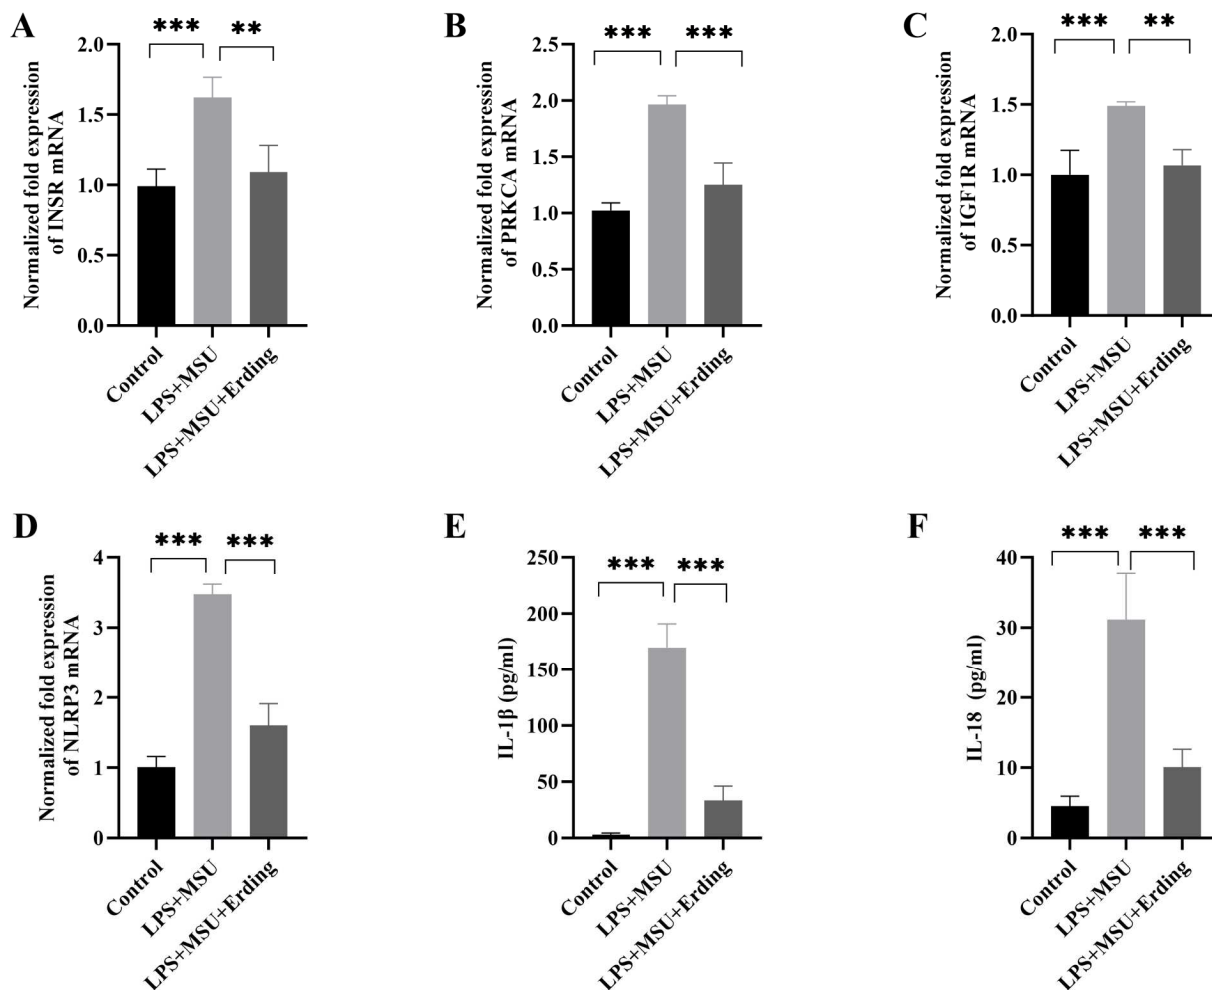 A
Normalized fold expression
of INSR mRNA
2.0
1.5
1.0
0.5
0.0
*** **
Control
LPS+MSU
LPS+MSU+Erding
B
Normalized fold expression
of PRKCA mRNA
2.5
2.0
1.5
1.0
0.5
0.0
*** ***
Control
LPS+MSU
LPS+MSU+Erding
C
Normalized fold expression
of IGF1R mRNA
2.0
1.5
1.0
0.5
0.0
*** **
Control
LPS+MSU
LPS+MSU+Erding
D
Normalized fold expression
of NLRP3 mRNA
4
3
2
1
0
*** ***
Control
LPS+MSU
LPS+MSU+Erding
E
IL-1β (pg/ml)
250
200
150
100
50
0
*** ***
Control
LPS+MSU
LPS+MSU+Erding
F
IL-18 (pg/ml)
40
30
20
10
0
*** ***
Control
LPS+MSU
LPS+MSU+Erding